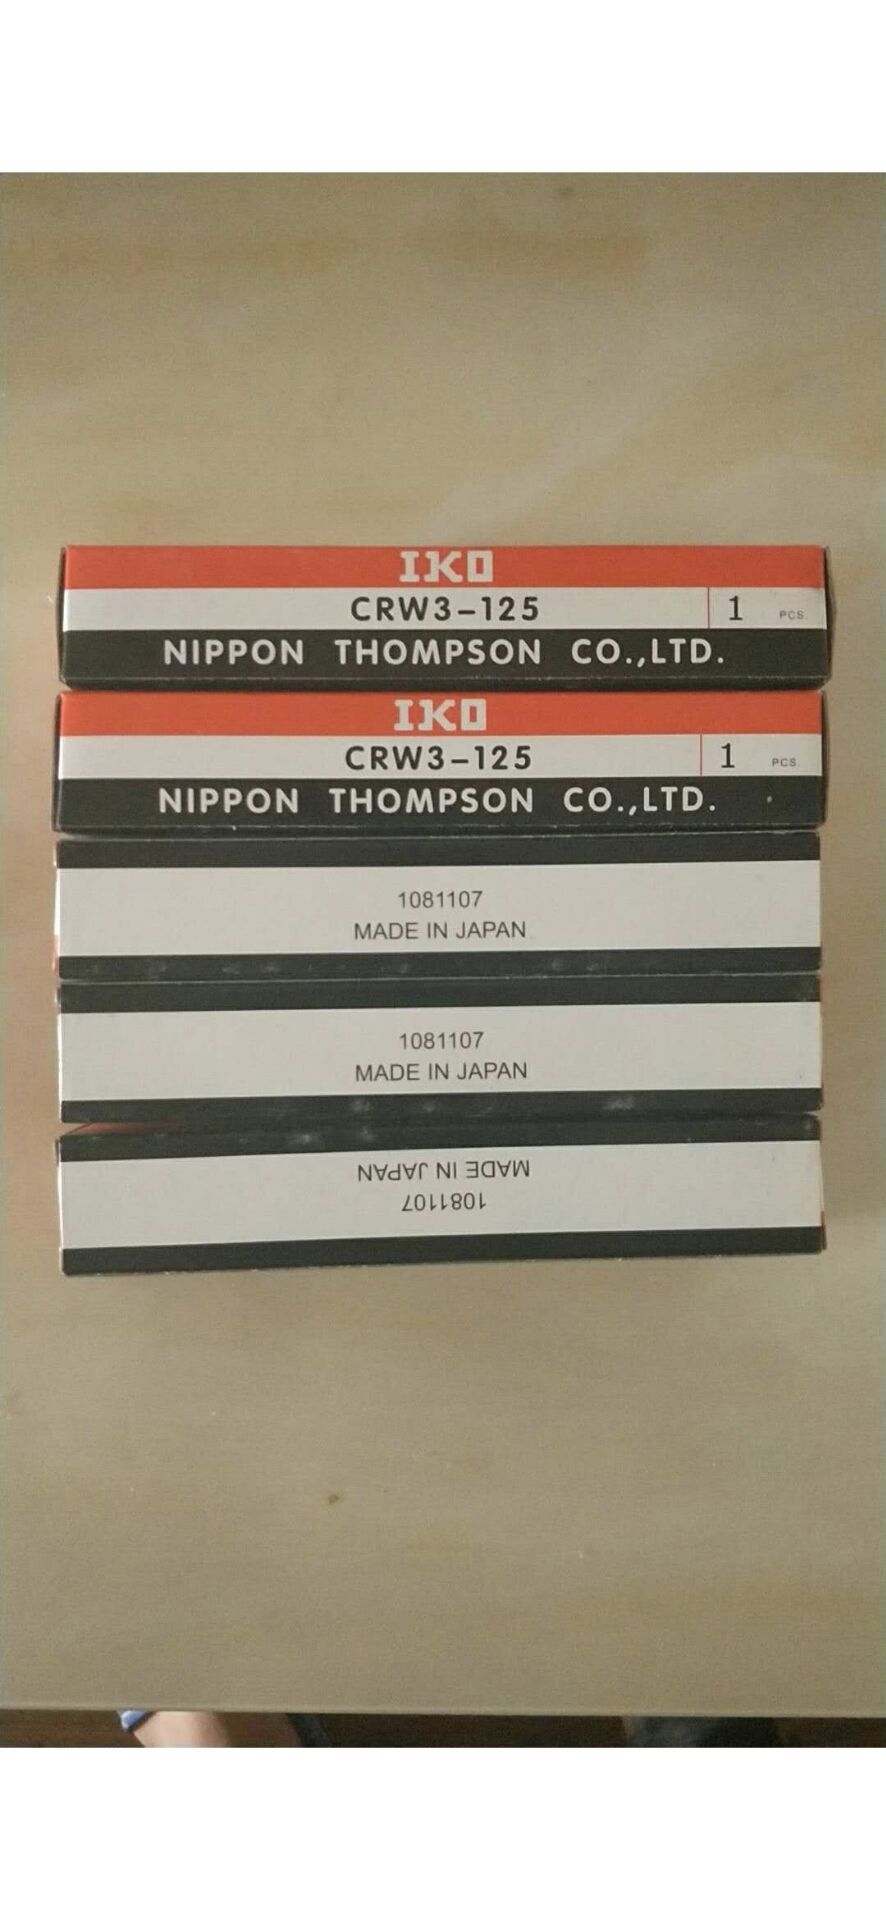 IKO
CRW3-125 1 PCS.
NIPPON THOMPSON CO.,LTD.
IKO
CRW3-125 1 PCS.
NIPPON THOMPSON CO.,LTD.
1081107
MADE IN JAPAN
1081107
MADE IN JAPAN
1081107
MADE IN JAPAN